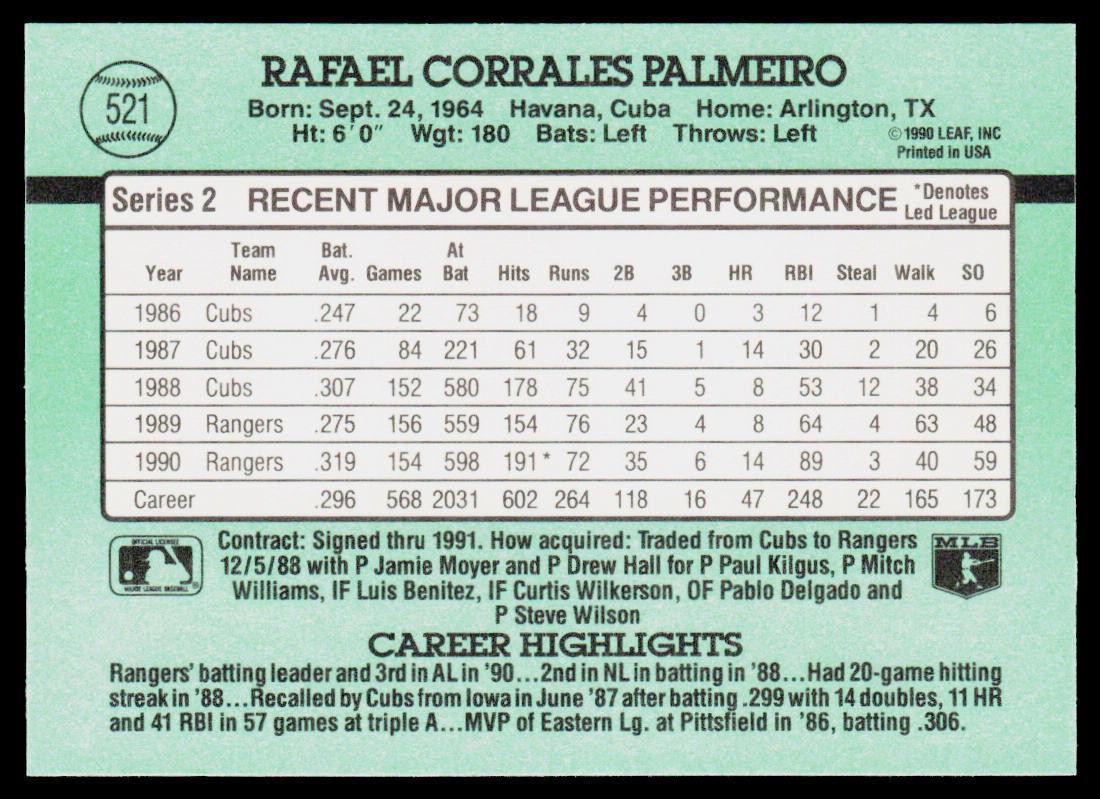 521
RAFAEL CORRALES PALMEIRO
Born: Sept. 24, 1964 Havana, Cuba Home: Arlington, TX
Ht: 6' 0" Wgt: 180 Bats: Left Throws: Left
©1990 LEAF, INC
Printed in USA
Series 2 RECENT MAJOR LEAGUE PERFORMANCE *Denotes Led League
Year Team Name Bat. Avg. Games At Bat Hits Runs 2B 3B HR RBI Steal Walk SO
1986 Cubs .247 22 73 18 9 4 0 3 12 1 4 6
1987 Cubs .276 84 221 61 32 15 1 14 30 2 20 26
1988 Cubs .307 152 580 178 75 41 5 8 53 12 38 34
1989 Rangers .275 156 559 154 76 23 4 8 64 4 63 48
1990 Rangers .319 154 598 191 * 72 35 6 14 89 3 40 59
Career .296 568 2031 602 264 118 16 47 248 22 165 173
OFFICIAL LICENSEE
MAJOR LEAGUE BASEBALL
®
Contract: Signed thru 1991. How acquired: Traded from Cubs to Rangers
12/5/88 with P Jamie Moyer and P Drew Hall for P Paul Kilgus, P Mitch
Williams, IF Luis Benitez, IF Curtis Wilkerson, OF Pablo Delgado and
P Steve Wilson
MLB
CAREER HIGHLIGHTS
Rangers' batting leader and 3rd in AL in '90...2nd in NL in batting in '88...Had 20-game hitting
streak in '88...Recalled by Cubs from Iowa in June '87 after batting .299 with 14 doubles, 11 HR
and 41 RBI in 57 games at triple A...MVP of Eastern Lg. at Pittsfield in '86, batting .306.